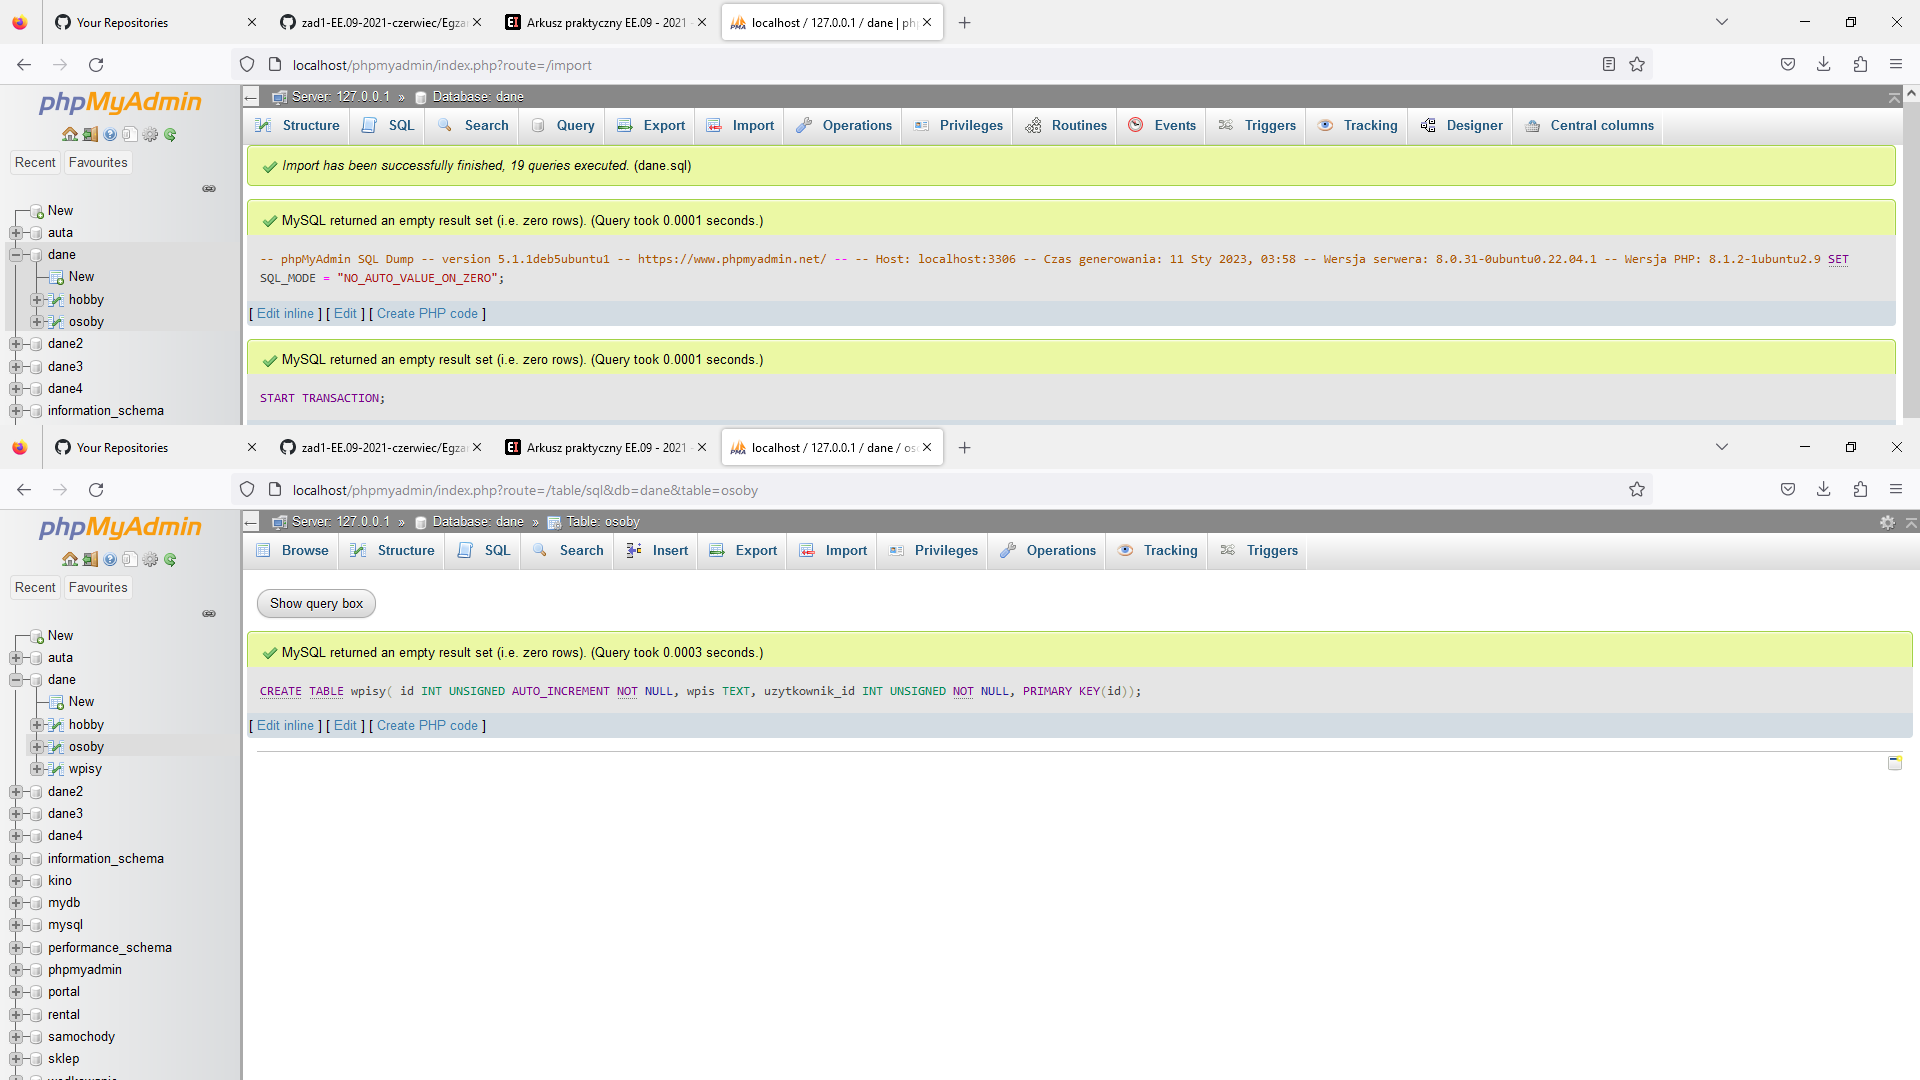 Your Repositories
zad1-EE.09-2021-czerwiec/Egza
Arkusz praktyczny EE.09 - 2021 -
localhost / 127.0.0.1 / dane | ph
localhost/phpmyadmin/index.php?route=/import
phpMyAdmin
Recent
Favourites
New
auta
dane
New
hobby
osoby
dane2
dane3
dane4
information_schema
Server: 127.0.0.1 » Database: dane
Structure
SQL
Search
Query
Export
Import
Operations
Privileges
Routines
Events
Triggers
Tracking
Designer
Central columns
Import has been successfully finished, 19 queries executed. (dane.sql)
MySQL returned an empty result set (i.e. zero rows). (Query took 0.0001 seconds.)
-- phpMyAdmin SQL Dump -- version 5.1.1deb5ubuntu1 -- https://www.phpmyadmin.net/ -- -- Host: localhost:3306 -- Czas generowania: 11 Sty 2023, 03:58 -- Wersja serwera: 8.0.31-0ubuntu0.22.04.1 -- Wersja PHP: 8.1.2-1ubuntu2.9 SET
SQL_MODE = "NO_AUTO_VALUE_ON_ZERO";
[ Edit inline ] [ Edit ] [ Create PHP code ]
MySQL returned an empty result set (i.e. zero rows). (Query took 0.0001 seconds.)
START TRANSACTION;
Your Repositories
zad1-EE.09-2021-czerwiec/Egza
Arkusz praktyczny EE.09 - 2021 -
localhost / 127.0.0.1 / dane / os
localhost/phpmyadmin/index.php?route=/table/sql&db=dane&table=osoby
phpMyAdmin
Recent
Favourites
New
auta
dane
New
hobby
osoby
wpisy
dane2
dane3
dane4
information_schema
kino
mydb
mysql
performance_schema
phpmyadmin
portal
rental
samochody
sklep
Server: 127.0.0.1 » Database: dane » Table: osoby
Browse
Structure
SQL
Search
Insert
Export
Import
Privileges
Operations
Tracking
Triggers
Show query box
MySQL returned an empty result set (i.e. zero rows). (Query took 0.0003 seconds.)
CREATE TABLE wpisy( id INT UNSIGNED AUTO_INCREMENT NOT NULL, wpis TEXT, uzytkownik_id INT UNSIGNED NOT NULL, PRIMARY KEY(id));
[ Edit inline ] [ Edit ] [ Create PHP code ]